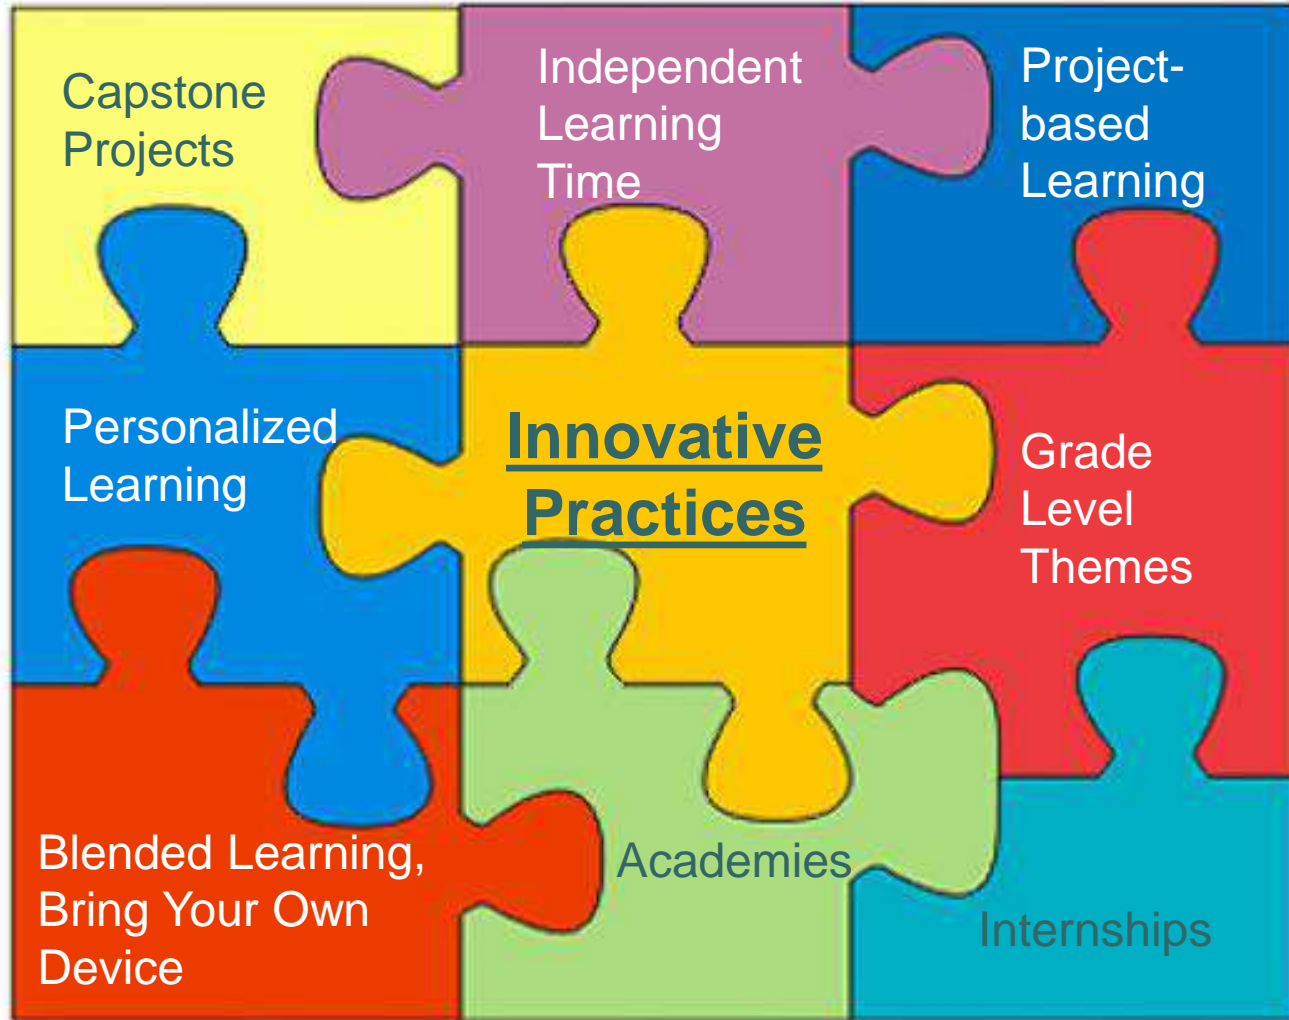 Capstone
Projects
Independent
Learning
Time
Project-
based
Learning
Personalized
Learning
Innovative
Practices
Grade
Level
Themes
Blended Learning,
Bring Your Own
Device
Academies
Internships